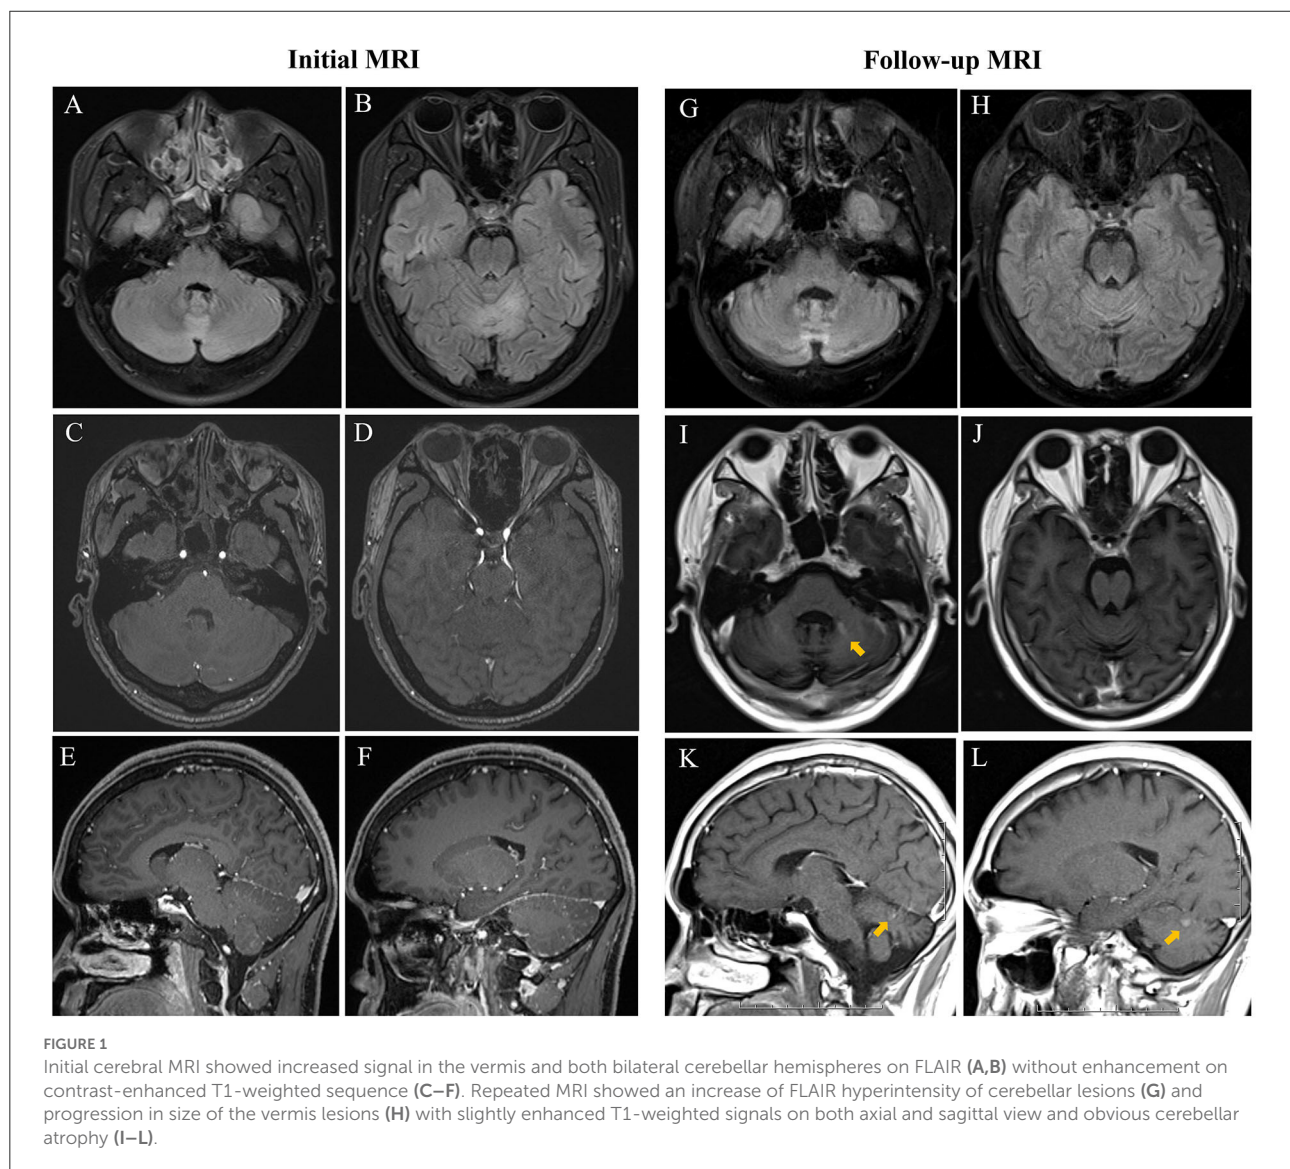 Initial MRI
Follow-up MRI
A
B
G
H
C
D
I
J
E
F
K
L
FIGURE 1
Initial cerebral MRI showed increased signal in the vermis and both bilateral cerebellar hemispheres on FLAIR (A,B) without enhancement on
contrast-enhanced T1-weighted sequence (C–F). Repeated MRI showed an increase of FLAIR hyperintensity of cerebellar lesions (G) and
progression in size of the vermis lesions (H) with slightly enhanced T1-weighted signals on both axial and sagittal view and obvious cerebellar
atrophy (I–L).